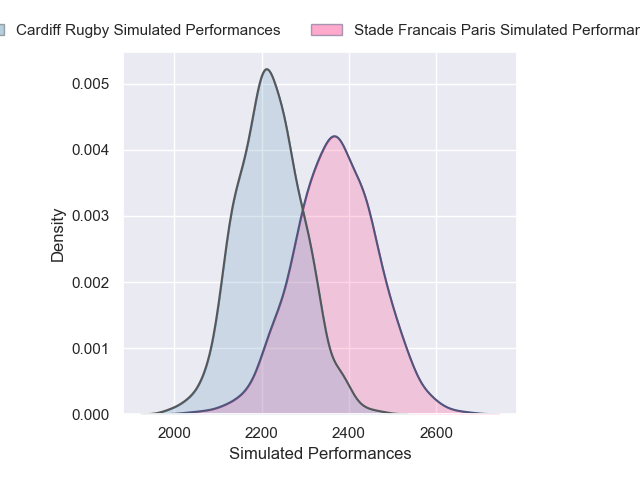 Cardiff Rugby Simulated Performances
Stade Francais Paris Simulated
0.005
0.004
0.003
0.002
0.001
0.000
Density
2000
2200
2400
2600
Simulated Performances